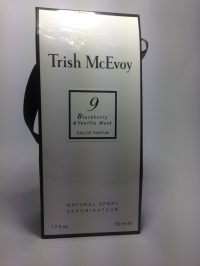 Trish McEvoy
9
Blackberry
& Vanilla Musk
EAU DE PARFUM
NATURAL SPRAY
VAPORISATEUR
1.7 fl oz 50 ml e